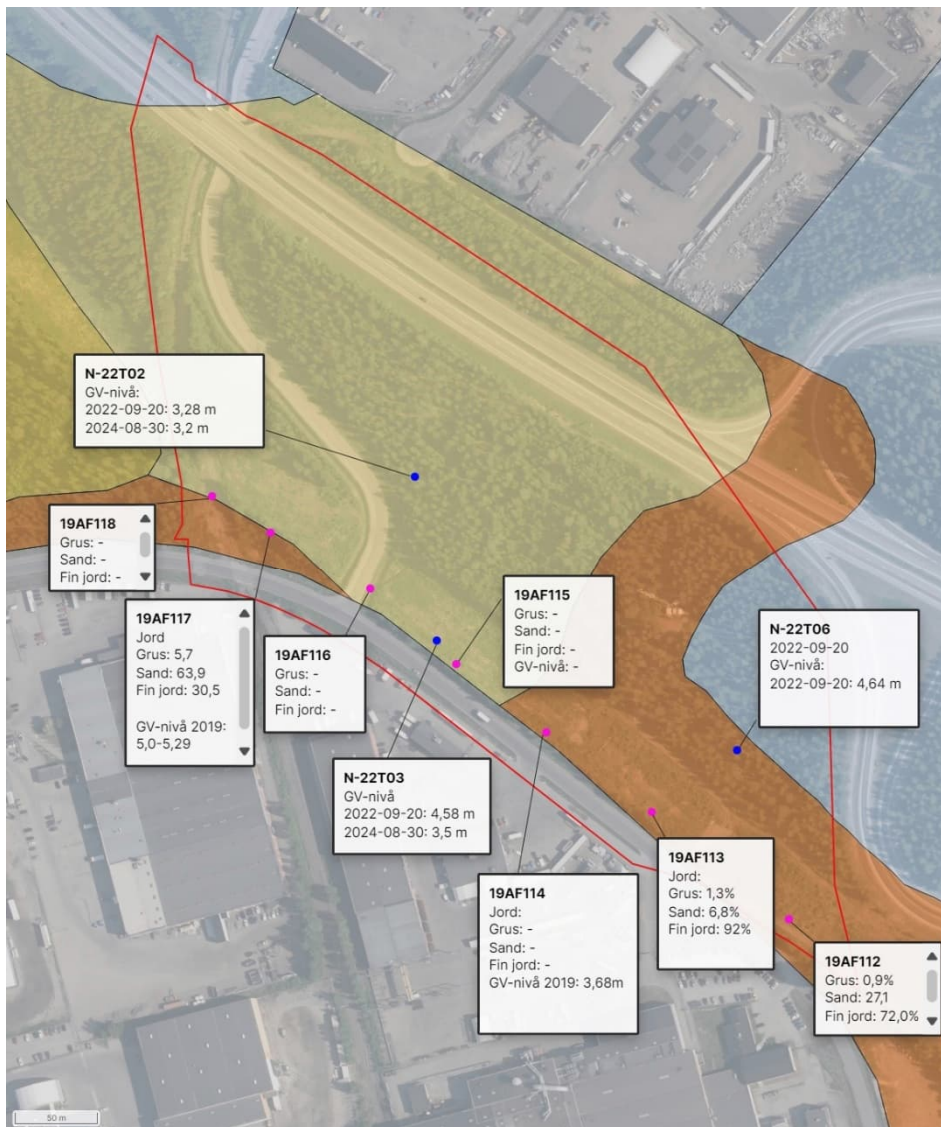 N-22T02
GV-nivå:
2022-09-20: 3,28 m
2024-08-30: 3,2 m
19AF118
Grus: -
Sand: -
Fin jord: -
19AF117
Jord
Grus: 5,7
Sand: 63,9
Fin jord: 30,5
GV-nivå 2019:
5,0-5,29
19AF116
Grus: -
Sand: -
Fin jord: -
19AF115
Grus: -
Sand: -
Fin jord: -
GV-nivå: -
N-22T06
2022-09-20
GV-nivå:
2022-09-20: 4,64 m
N-22T03
GV-nivå
2022-09-20: 4,58 m
2024-08-30: 3,5 m
19AF114
Jord:
Grus: -
Sand: -
Fin jord: -
GV-nivå 2019: 3,68m
19AF113
Jord:
Grus: 1,3%
Sand: 6,8%
Fin jord: 92%
19AF112
Grus: 0,9%
Sand: 27,1
Fin jord: 72,0%
50 m